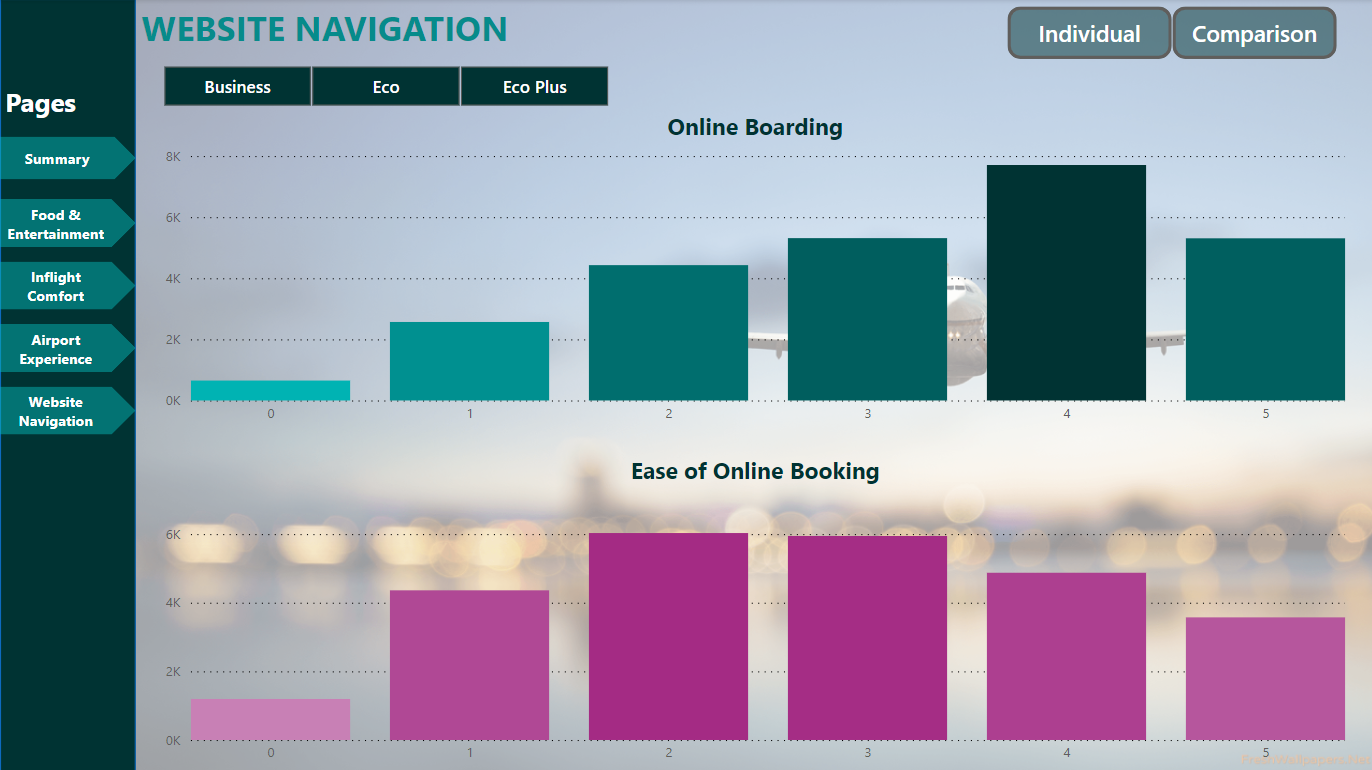 WEBSITE NAVIGATION
Individual
Comparison
Business
Eco
Eco Plus
Pages
Summary
Food &
Entertainment
Inflight
Comfort
Airport
Experience
Website
Navigation
Online Boarding
8K
6K
4K
2K
0K
0
1
2
3
4
5
Ease of Online Booking
6K
4K
2K
0K
0
1
2
3
4
5